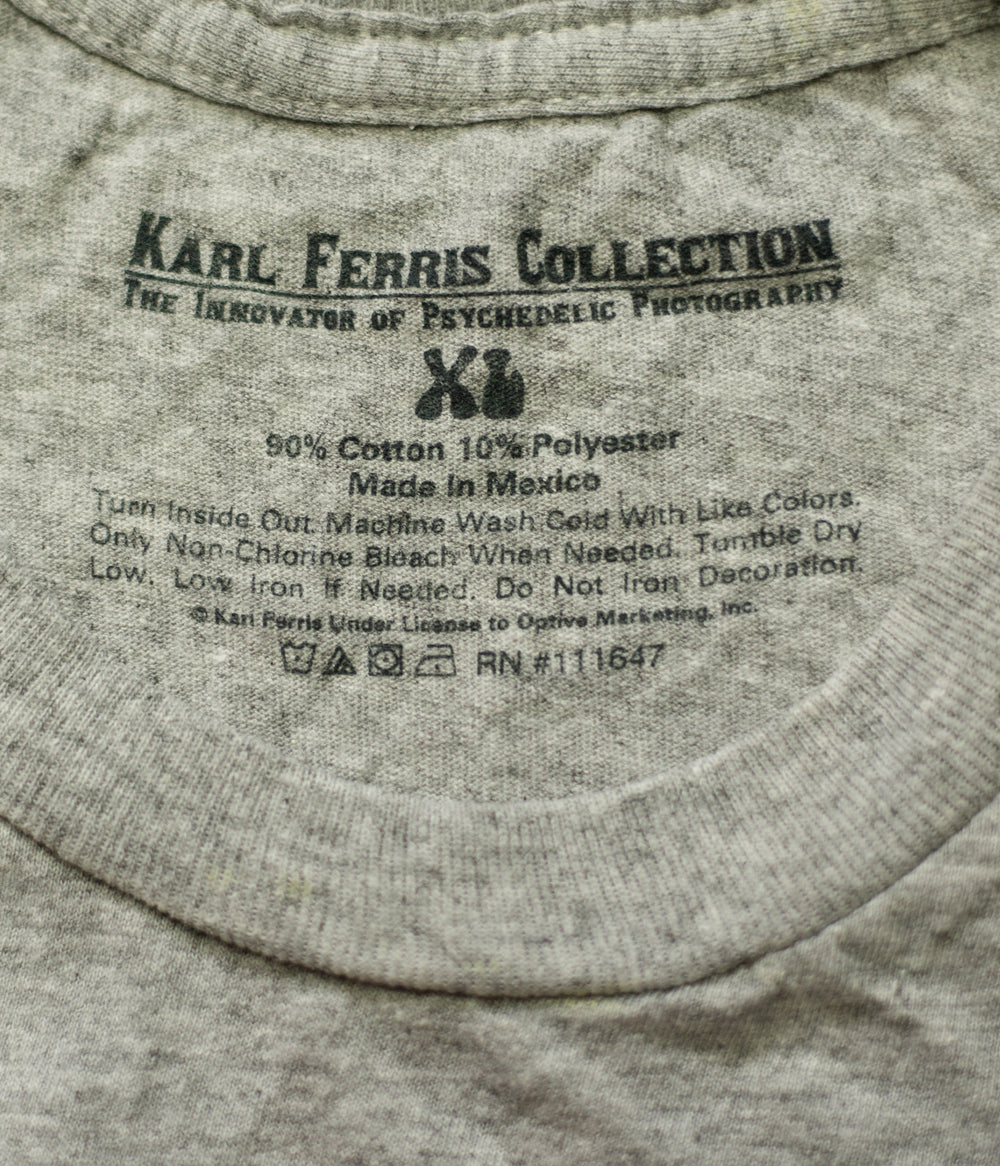 KARL FERRIS COLLECTION
THE INNOVATOR OF PSYCHEDELIC PHOTOGRAPHY
XL
90% Cotton 10% Polyester
Made In Mexico
Turn Inside Out. Machine Wash Cold With Like Colors.
Only Non-Chlorine Bleach When Needed. Tumble Dry
Low. Low Iron If Needed. Do Not Iron Decoration.
© Karl Ferris Under License to Optive Marketing, Inc.
RN #111647